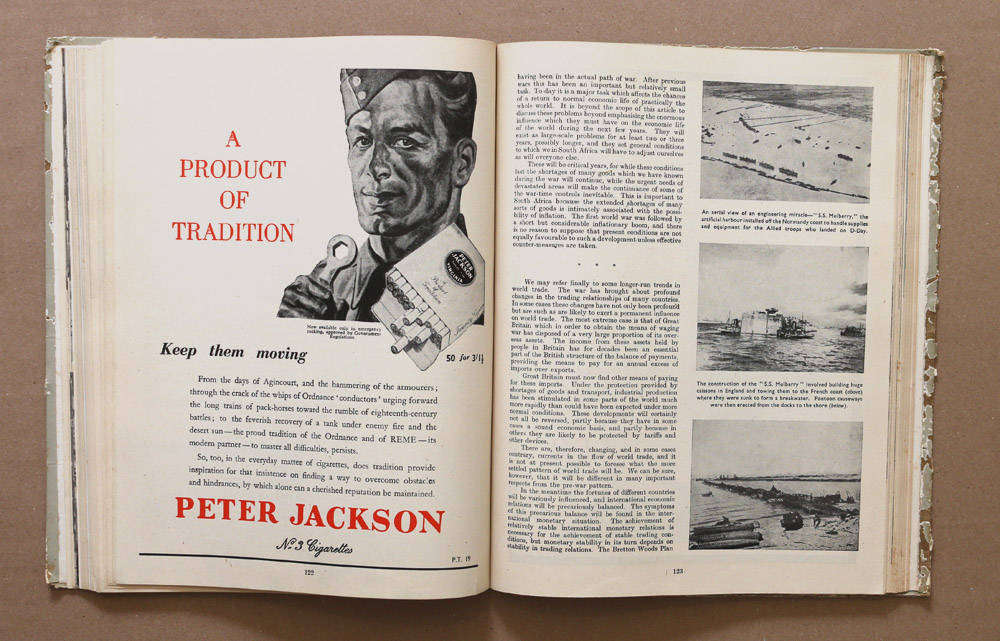 A
PRODUCT
OF
TRADITION
PETER
JACKSON
VIRGINIA
Now available only in emergency
packing, approved by Government
Regulations
Keep them moving
50 for 3/1½
From the days of Agincourt, and the hammering of the armourers;
through the crack of the whips of Ordnance ‘conductors’ urging forward
the long trains of pack-horses toward the rumble of eighteenth-century
battles; to the feverish recovery of a tank under enemy fire and the
desert sun—the proud tradition of the Ordnance and of REME—its
modern partner—to master all difficulties, persists.
So, too, in the everyday matter of cigarettes, does tradition provide
inspiration for that insistence on finding a way to overcome obstacles
and hindrances, by which alone can a cherished reputation be maintained.
PETER JACKSON
No. 3 Cigarettes
P.T. 19
122
having been in the actual path of war. After previous
wars this has been an important but relatively small
task. To-day it is a major task which affects the chances
of a return to normal economic life of practically the
whole world. It is beyond the scope of this article to
discuss these problems beyond emphasising the enormous
influence which they must have on the economic life
of the world during the next few years. They will
exist as large-scale problems for at least two or three
years, possibly longer, and they set general conditions
to which we in South Africa will have to adjust ourselves
as will everyone else.
These will be critical years, for while these conditions
last the shortages of many goods which we have known
during the war will continue, while the urgent needs of
devastated areas will make the continuance of some of
the war-time controls inevitable. This is important to
South Africa because the extended shortages of many
sorts of goods is intimately associated with the possi-
bility of inflation. The first world war was followed by
a short but considerable inflationary boom, and there
is no reason to suppose that present conditions are not
equally favourable to such a development unless effective
counter-measures are taken.
* * *
We may refer finally to some longer-run trends in
world trade. The war has brought about profound
changes in the trading relationships of many countries.
In some cases these changes have not only been profound
but are such as are likely to exert a permanent influence
on world trade. The most extreme case is that of Great
Britain which in order to obtain the means of waging
war has disposed of a very large proportion of its over-
seas assets. The income from these assets held by
people in Britain has for decades been an essential
part of the British structure of the balance of payments,
providing the means to pay for an annual excess of
imports over exports.
Great Britain must now find other means of paying
for these imports. Under the protection provided by
shortages of goods and transport, industrial production
has been stimulated in some parts of the world much
more rapidly than could have been expected under more
normal conditions. These developments will certainly
not all be reversed, partly because they have in some
cases a sound economic basis, and partly because in
others they are likely to be protected by tariffs and
other devices.
There are, therefore, changing, and in some cases
contrary, currents in the flow of world trade, and it
is not at present possible to foresee what the more
settled pattern of world trade will be. We can be sure,
however, that it will be different in many important
respects from the pre-war pattern.
In the meantime the fortunes of different countries
will be variously influenced, and international economic
relations will be precariously balanced. The symptoms
of this precarious balance will be found in the inter-
national monetary situation. The achievement of
relatively stable international monetary relations is
necessary for the achievement of stable trading con-
ditions, but monetary stability in its turn depends on
stability in trading relations. The Bretton Woods Plan
An aerial view of an engineering miracle—“S.S. Mulberry,” the
artificial harbour installed off the Normandy coast to handle supplies
and equipment for the Allied troops who landed on D-Day.
The construction of the “S.S. Mulberry” involved building huge
caissons in England and towing them to the French coast (above)
where they were sunk to form a breakwater. Pontoon causeways
were then erected from the docks to the shore (below)
123